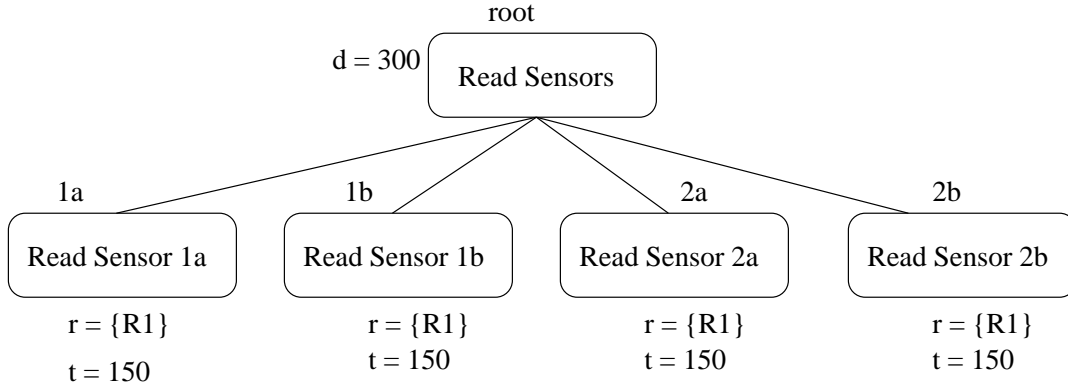 root
d = 300
Read Sensors
1a
1b
2a
2b
Read Sensor 1a
Read Sensor 1b
Read Sensor 2a
Read Sensor 2b
r = {R1}
r = {R1}
r = {R1}
r = {R1}
t = 150
t = 150
t = 150
t = 150